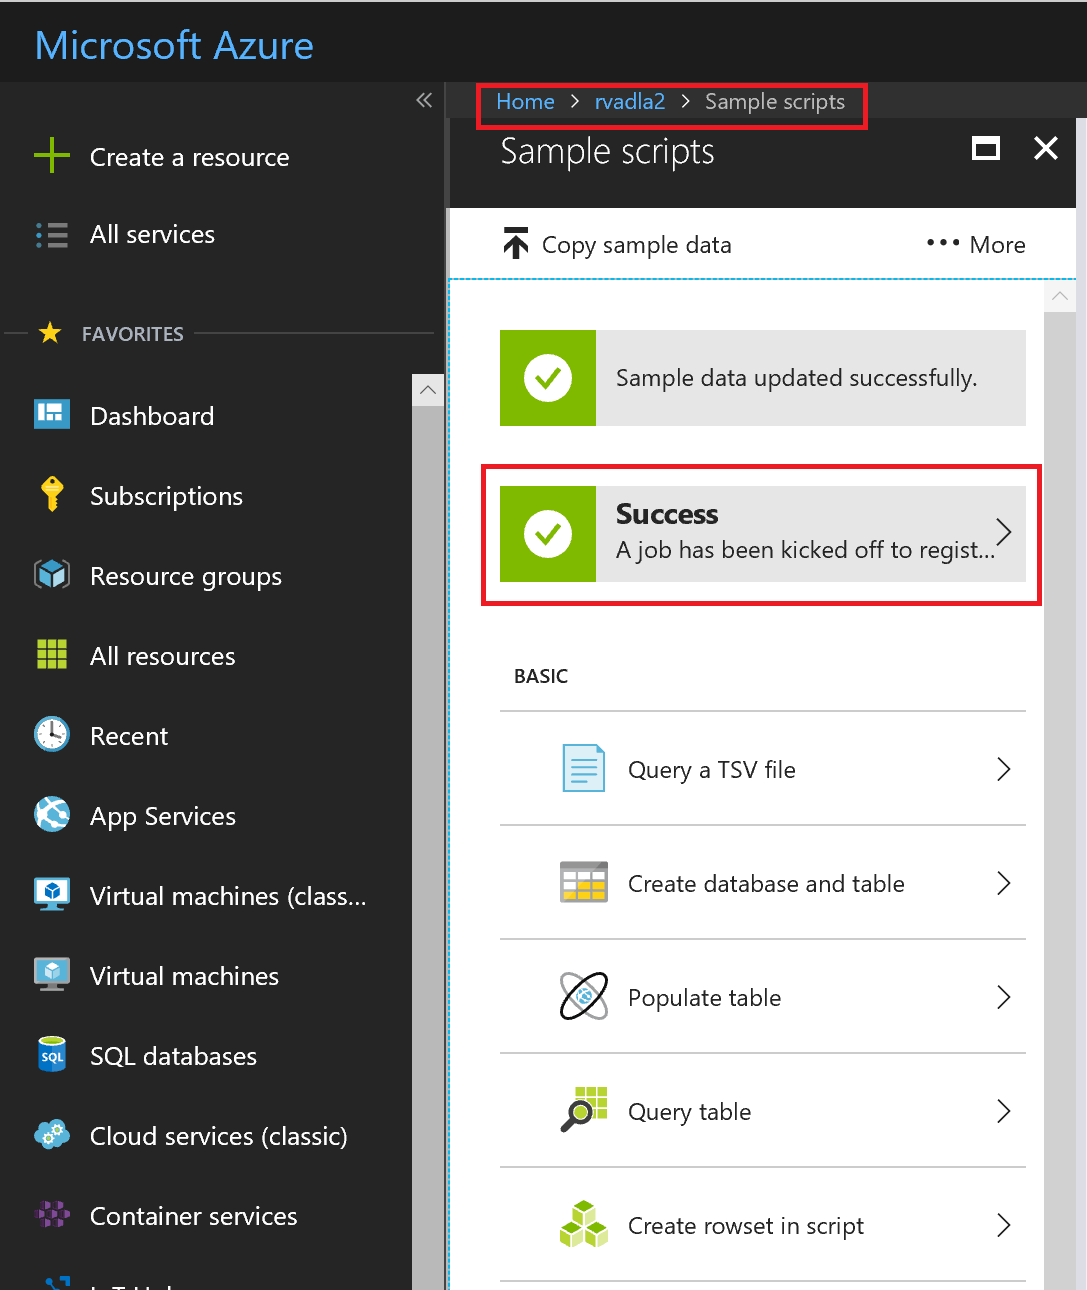 Microsoft Azure
Create a resource
All services
FAVORITES
Dashboard
Subscriptions
Resource groups
All resources
Recent
App Services
Virtual machines (class...
Virtual machines
SQL
SQL databases
Cloud services (classic)
Container services
Home > rvadla2 > Sample scripts
Sample scripts
Copy sample data
••• More
Sample data updated successfully.
Success
A job has been kicked off to regist...
BASIC
Query a TSV file
Create database and table
Populate table
Query table
Create rowset in script